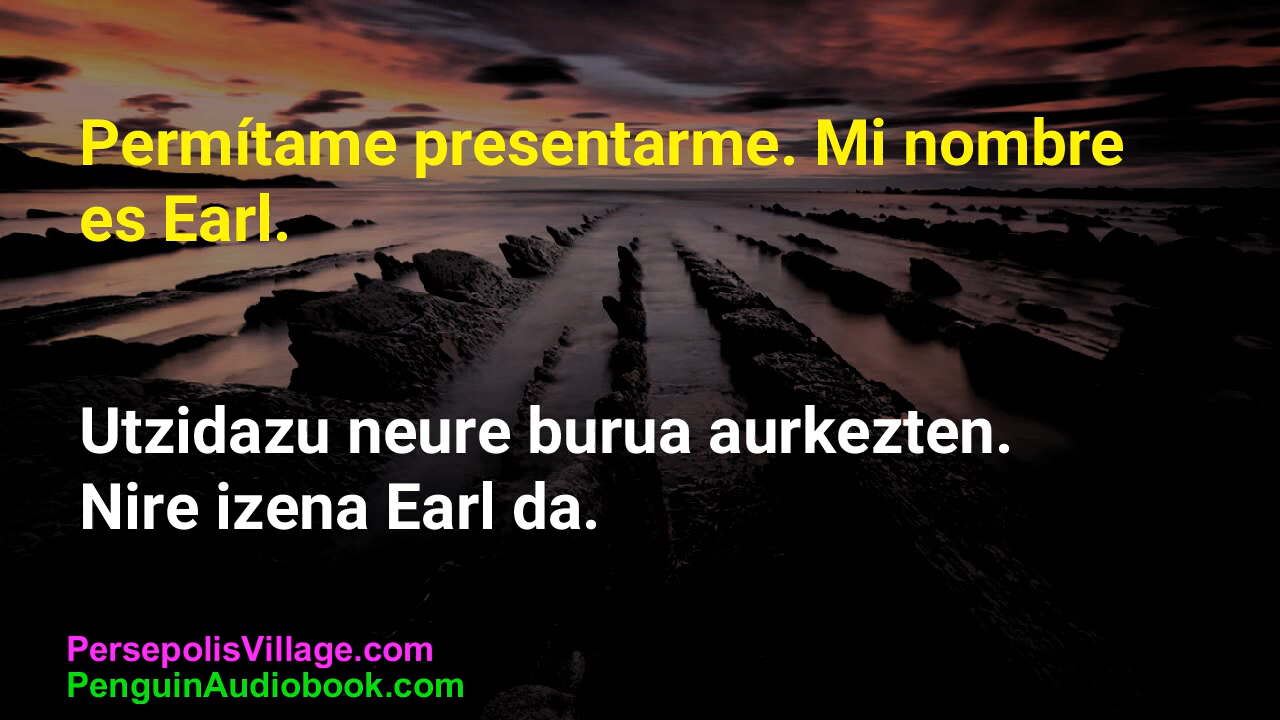 Permítame presentarme. Mi nombre
es Earl.
Utzidazu neure burua aurkezten.
Nire izena Earl da.
PersepolisVillage.com
PenguinAudiobook.com